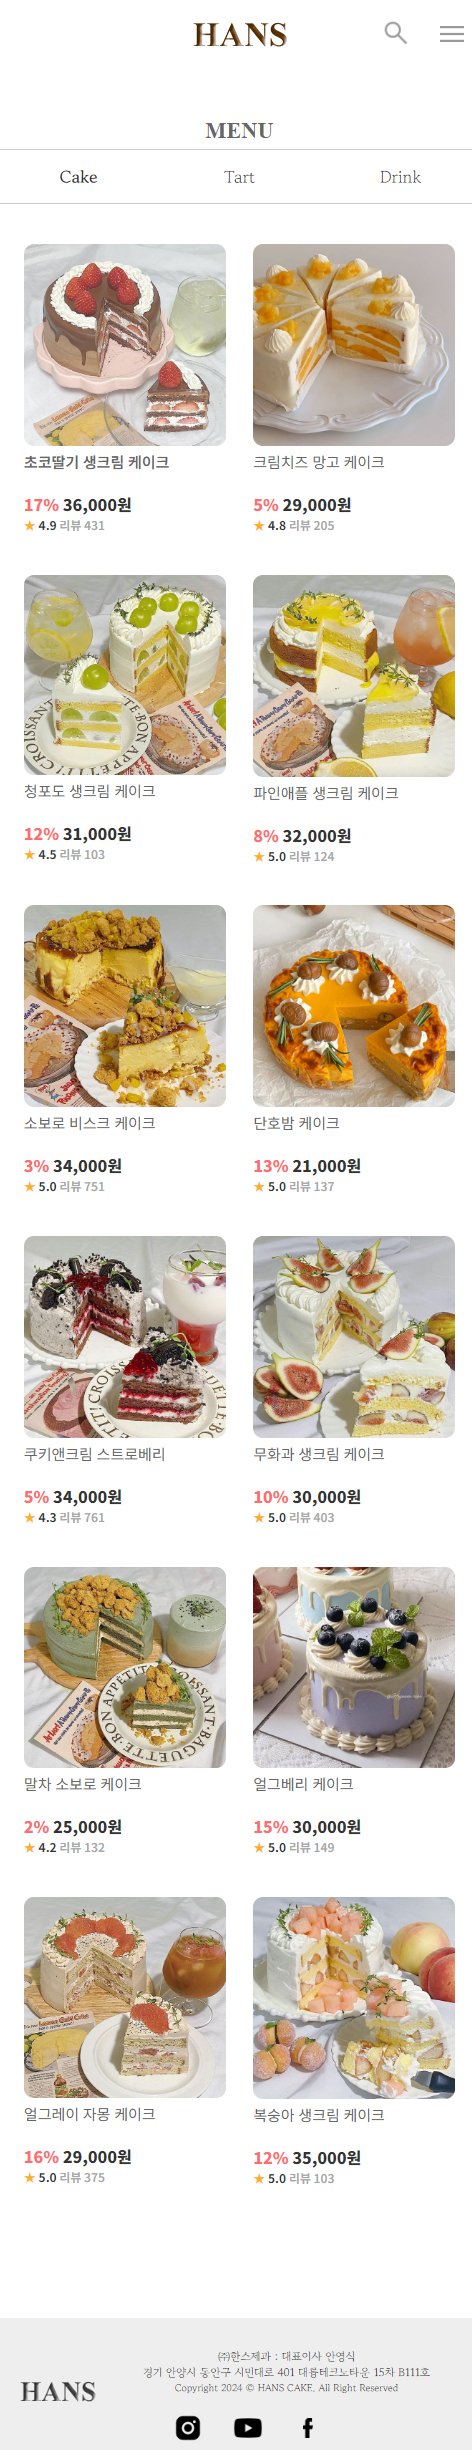 HANS
MENU
Cake
Tart
Drink
초코딸기 생크림 케이크
17% 36,000원
★ 4.9 리뷰 431
크림치즈 망고 케이크
5% 29,000원
★ 4.8 리뷰 205
청포도 생크림 케이크
12% 31,000원
★ 4.5 리뷰 103
파인애플 생크림 케이크
8% 32,000원
★ 5.0 리뷰 124
소보로 비스크 케이크
3% 34,000원
★ 5.0 리뷰 751
단호밤 케이크
13% 21,000원
★ 5.0 리뷰 137
쿠키앤크림 스트로베리
5% 34,000원
★ 4.3 리뷰 761
무화과 생크림 케이크
10% 30,000원
★ 5.0 리뷰 403
말차 소보로 케이크
2% 25,000원
★ 4.2 리뷰 132
얼그베리 케이크
15% 30,000원
★ 5.0 리뷰 149
얼그레이 자몽 케이크
16% 29,000원
★ 5.0 리뷰 375
복숭아 생크림 케이크
12% 35,000원
★ 5.0 리뷰 103
㈜한스제과 : 대표이사 안영식
경기 안양시 동안구 시민대로 401 대륭테크노타운 15차 B111호
Copyright 2024 © HANS CAKE, All Right Reserved
HANS